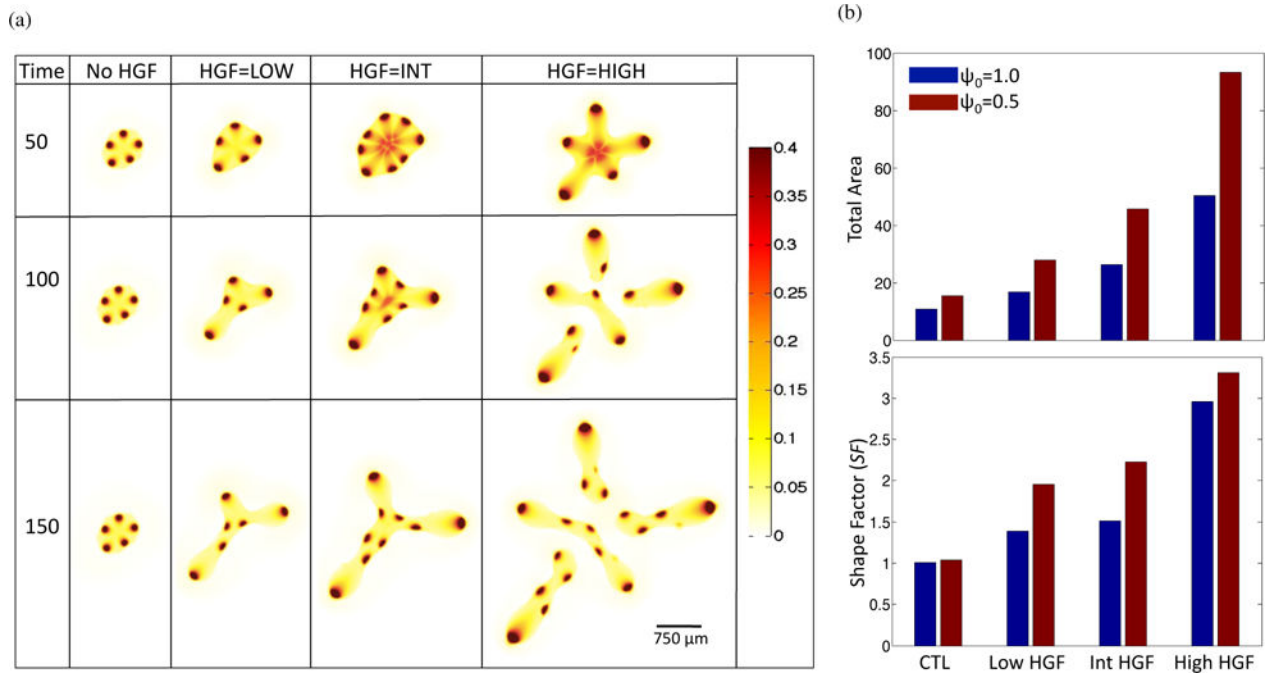 (a)
Time No HGF HGF=LOW HGF=INT HGF=HIGH
50
100
150
750 μm
0.4
0.35
0.3
0.25
0.2
0.15
0.1
0.05
0
(b)
100
80
60
40
20
0
Total Area
ψ₀=1.0
ψ₀=0.5
3.5
3
2.5
2
1.5
1
0.5
0
Shape Factor (SF)
CTL Low HGF Int HGF High HGF